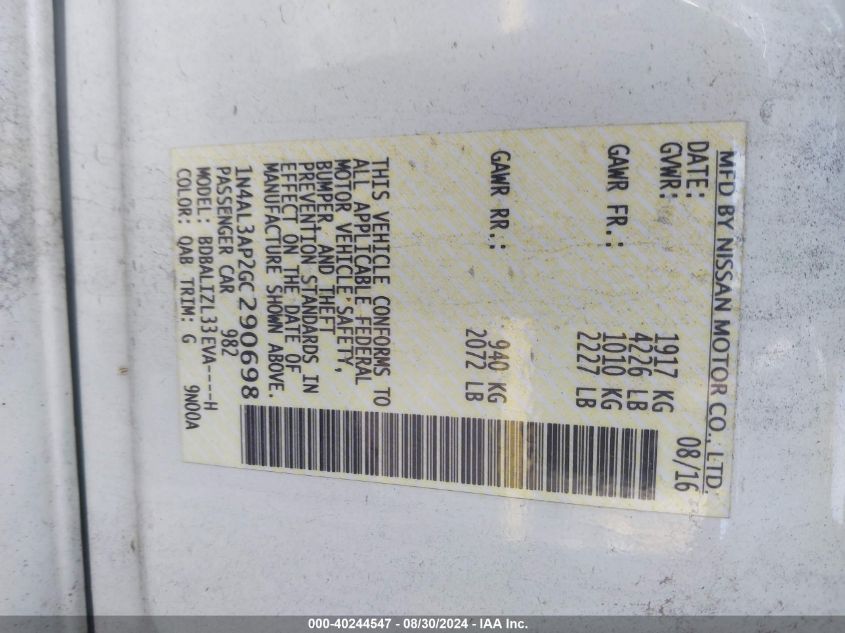 MFD BY NISSAN MOTOR CO., LTD.
DATE: 08/16
GVWR: 1917 KG
4226 LB
GAWR FR.: 1010 KG
2227 LB
GAWR RR.: 940 KG
2072 LB
THIS VEHICLE CONFORMS TO
ALL APPLICABLE FEDERAL
MOTOR VEHICLE SAFETY,
BUMPER, AND THEFT
PREVENTION STANDARDS IN
EFFECT ON THE DATE OF
MANUFACTURE SHOWN ABOVE.
1N4AL3AP2GC290698
PASSENGER CAR 982
MODEL: BDBALIZL33EVA----H
COLOR: QAB TRIM: G 9N00A
000-40244547 - 08/30/2024 - IAA Inc.